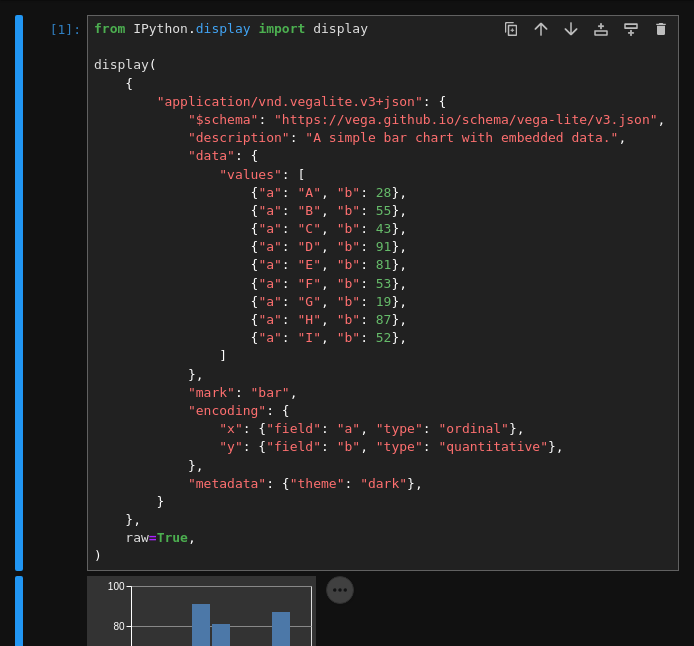 [1]: from IPython.display import display
display(
{
"application/vnd.vegalite.v3+json": {
"$schema": "https://vega.github.io/schema/vega-lite/v3.json",
"description": "A simple bar chart with embedded data.",
"data": {
"values": [
{"a": "A", "b": 28},
{"a": "B", "b": 55},
{"a": "C", "b": 43},
{"a": "D", "b": 91},
{"a": "E", "b": 81},
{"a": "F", "b": 53},
{"a": "G", "b": 19},
{"a": "H", "b": 87},
{"a": "I", "b": 52},
]
},
"mark": "bar",
"encoding": {
"x": {"field": "a", "type": "ordinal"},
"y": {"field": "b", "type": "quantitative"},
},
"metadata": {"theme": "dark"},
}
},
raw=True,
)
100
80